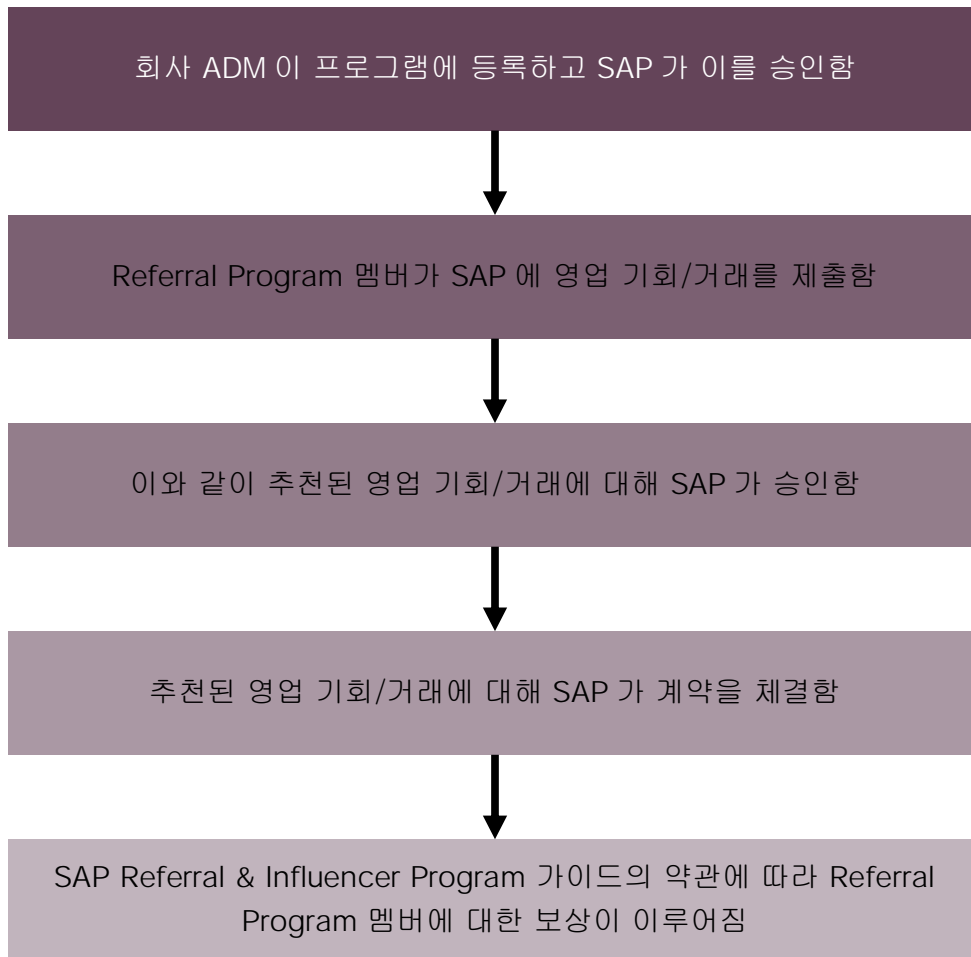 회사 ADM 이 프로그램에 등록하고 SAP 가 이를 승인함
Referral Program 멤버가 SAP 에 영업 기회/거래를 제출함
이와 같이 추천된 영업 기회/거래에 대해 SAP 가 승인함
추천된 영업 기회/거래에 대해 SAP 가 계약을 체결함
SAP Referral & Influencer Program 가이드의 약관에 따라 Referral
Program 멤버에 대한 보상이 이루어짐